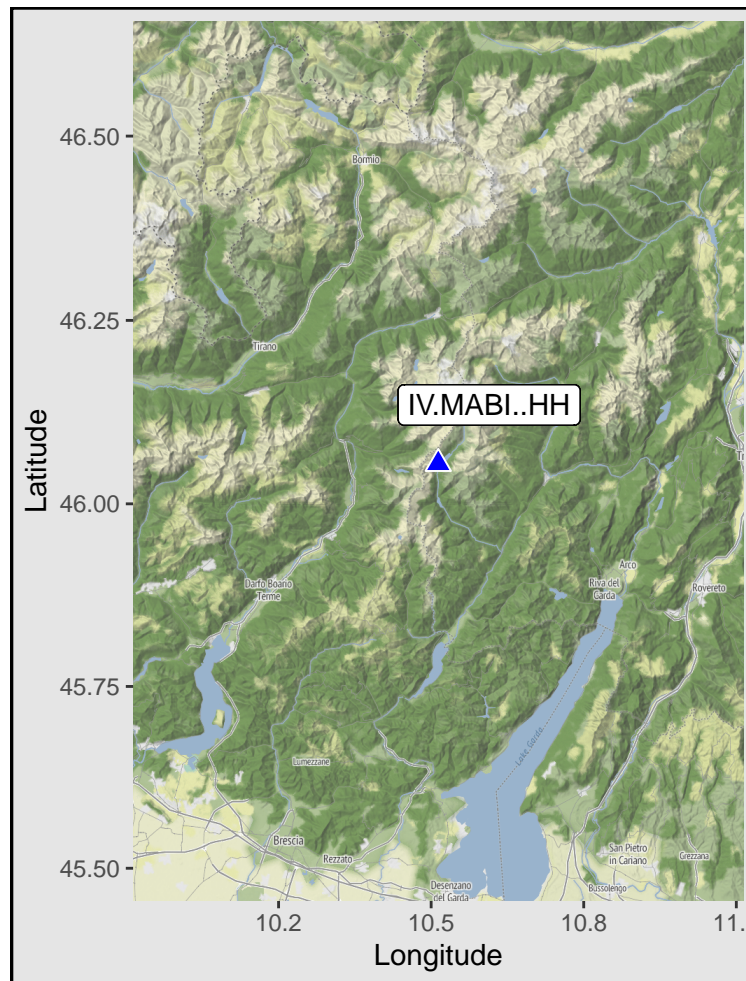 46.50
46.25
46.00
45.75
45.50
Latitude
Bormio
Tirano
IV.MABI..HH
Tr
Arco
Riva del
Garda
Rovereto
Darfo Boario
Terme
Lake Garda
Lumezzane
Brescia
Rezzato
San Pietro
in Cariano
Grezzana
Bussolengo
Desenzano
del Garda
10.2
10.5
10.8
11.
Longitude